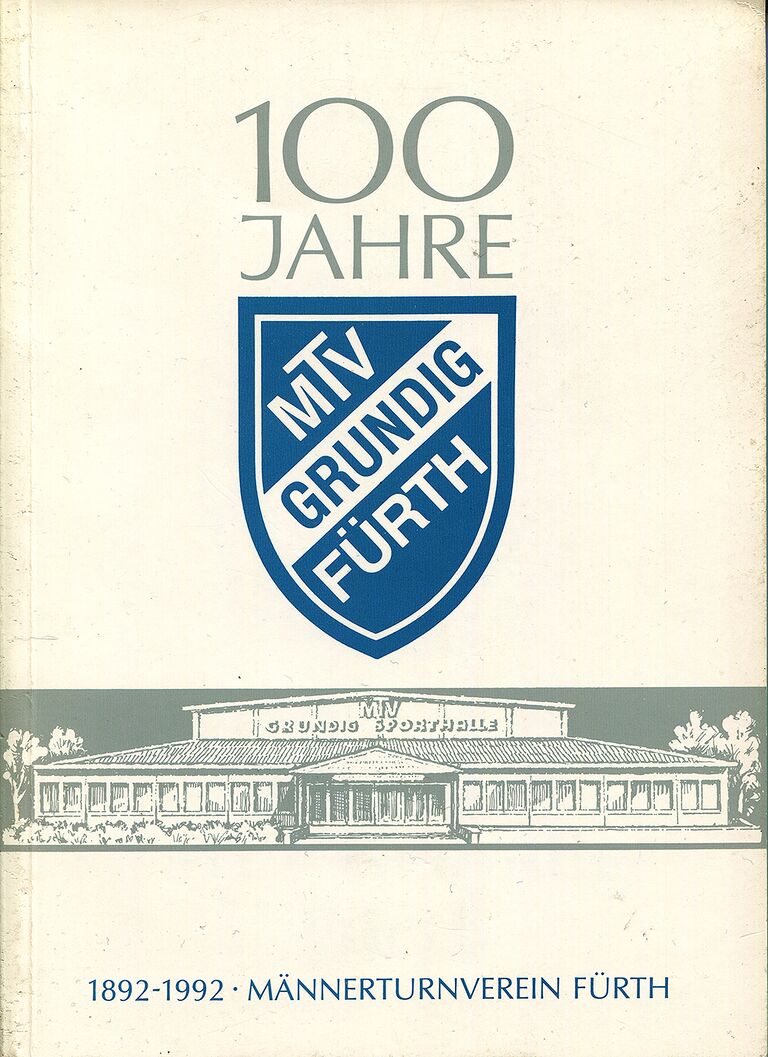 100
JAHRE
MTV
GRUNDIG
FÜRTH
MTV
GRUNDIG SPORTHALLE
1892-1992 · MÄNNERTURNVEREIN FÜRTH